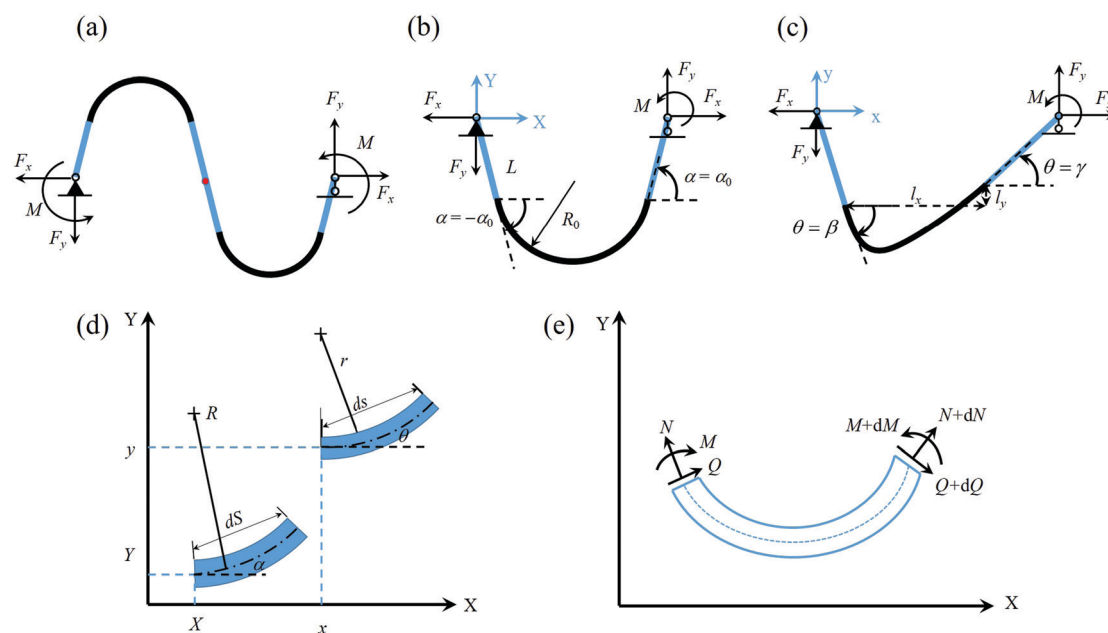 (a)
F_y
M
F_x
F_x
M
F_y
(b)
Y
F_x
X
F_y
L
α = −α_0
R_0
F_y
M
F_x
α = α_0
(c)
y
F_x
x
F_y
θ = β
l_x
l_y
F_y
M
θ = γ
(d)
Y
r
ds
θ
y
R
dS
α
Y
X
x
X
(e)
Y
N
M
Q
M+dM
N+dN
Q+dQ
X